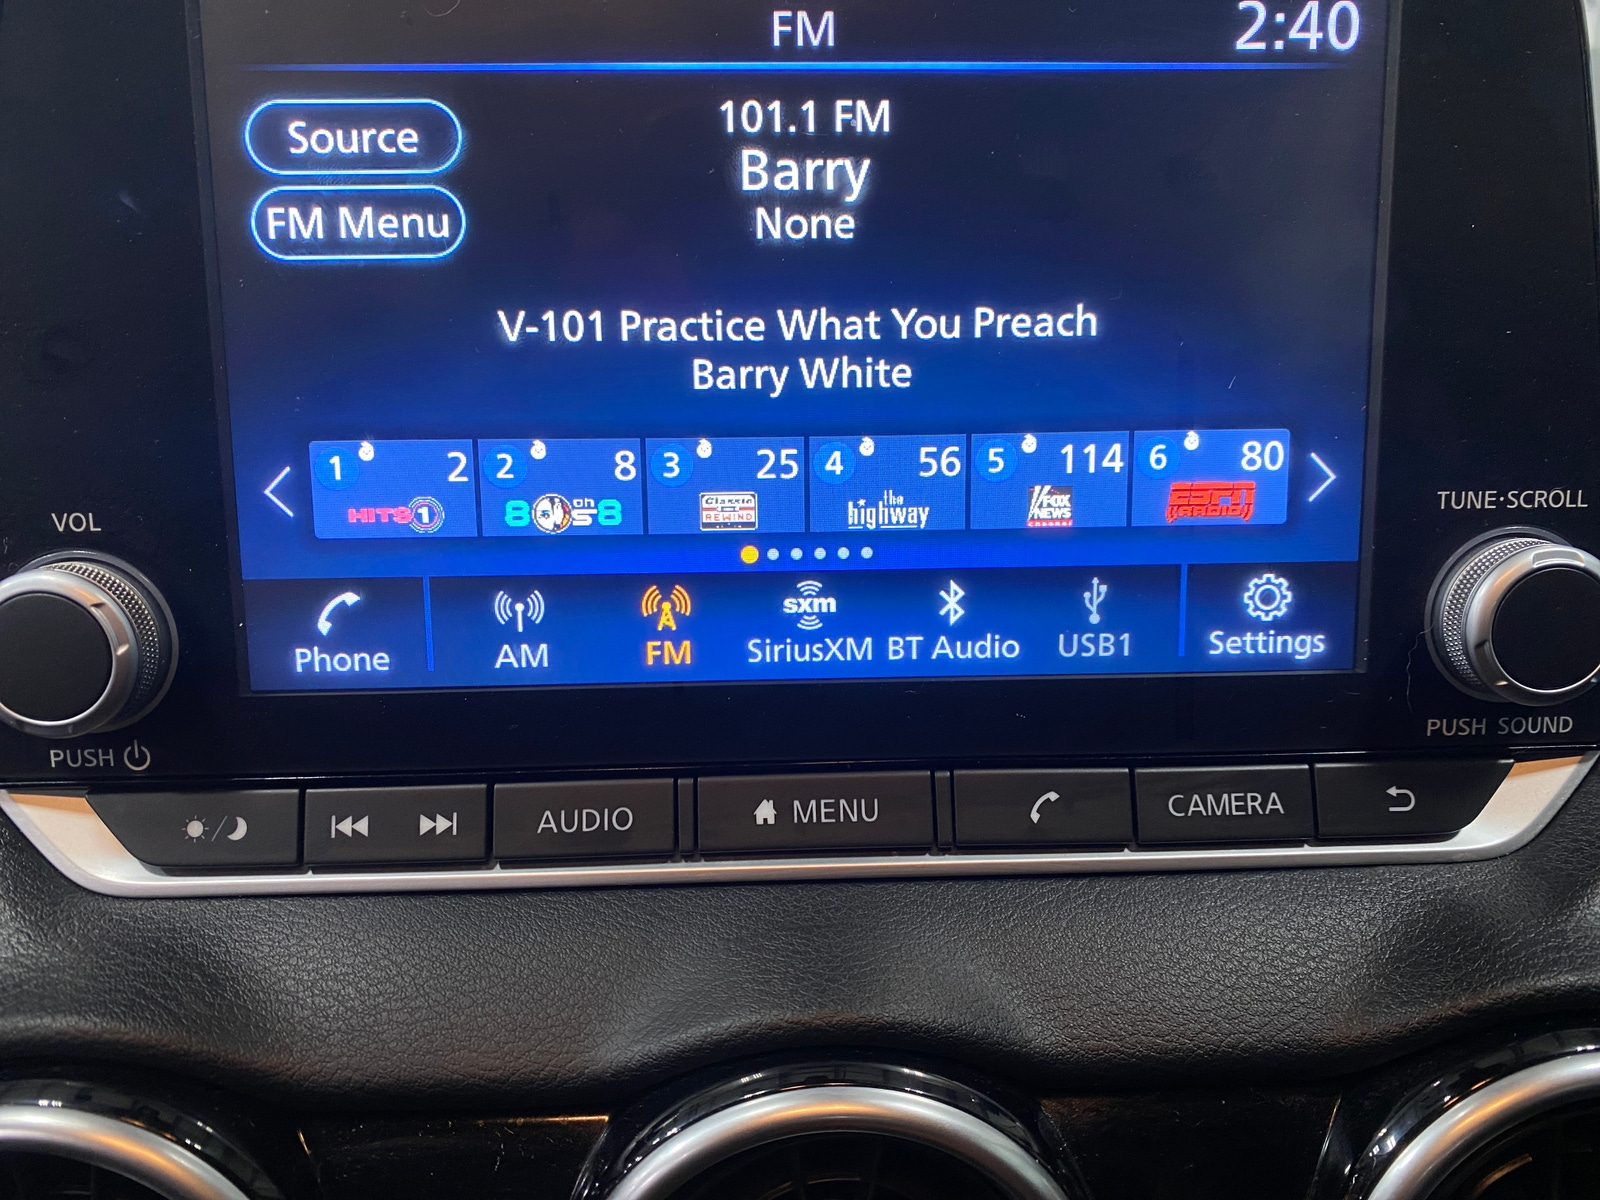 FM
2:40
Source
101.1 FM
Barry
FM Menu
None
V-101 Practice What You Preach
Barry White
1 2
HITS 1
2 8
80s on 8
3 25
Classic
REWIND
4 56
the
highway
5 114
FOX
NEWS
channel
6 80
ESPN
RADIO
VOL
TUNE·SCROLL
Phone
AM
FM
sxm
SiriusXM
BT Audio
USB1
Settings
PUSH
PUSH SOUND
AUDIO
MENU
CAMERA